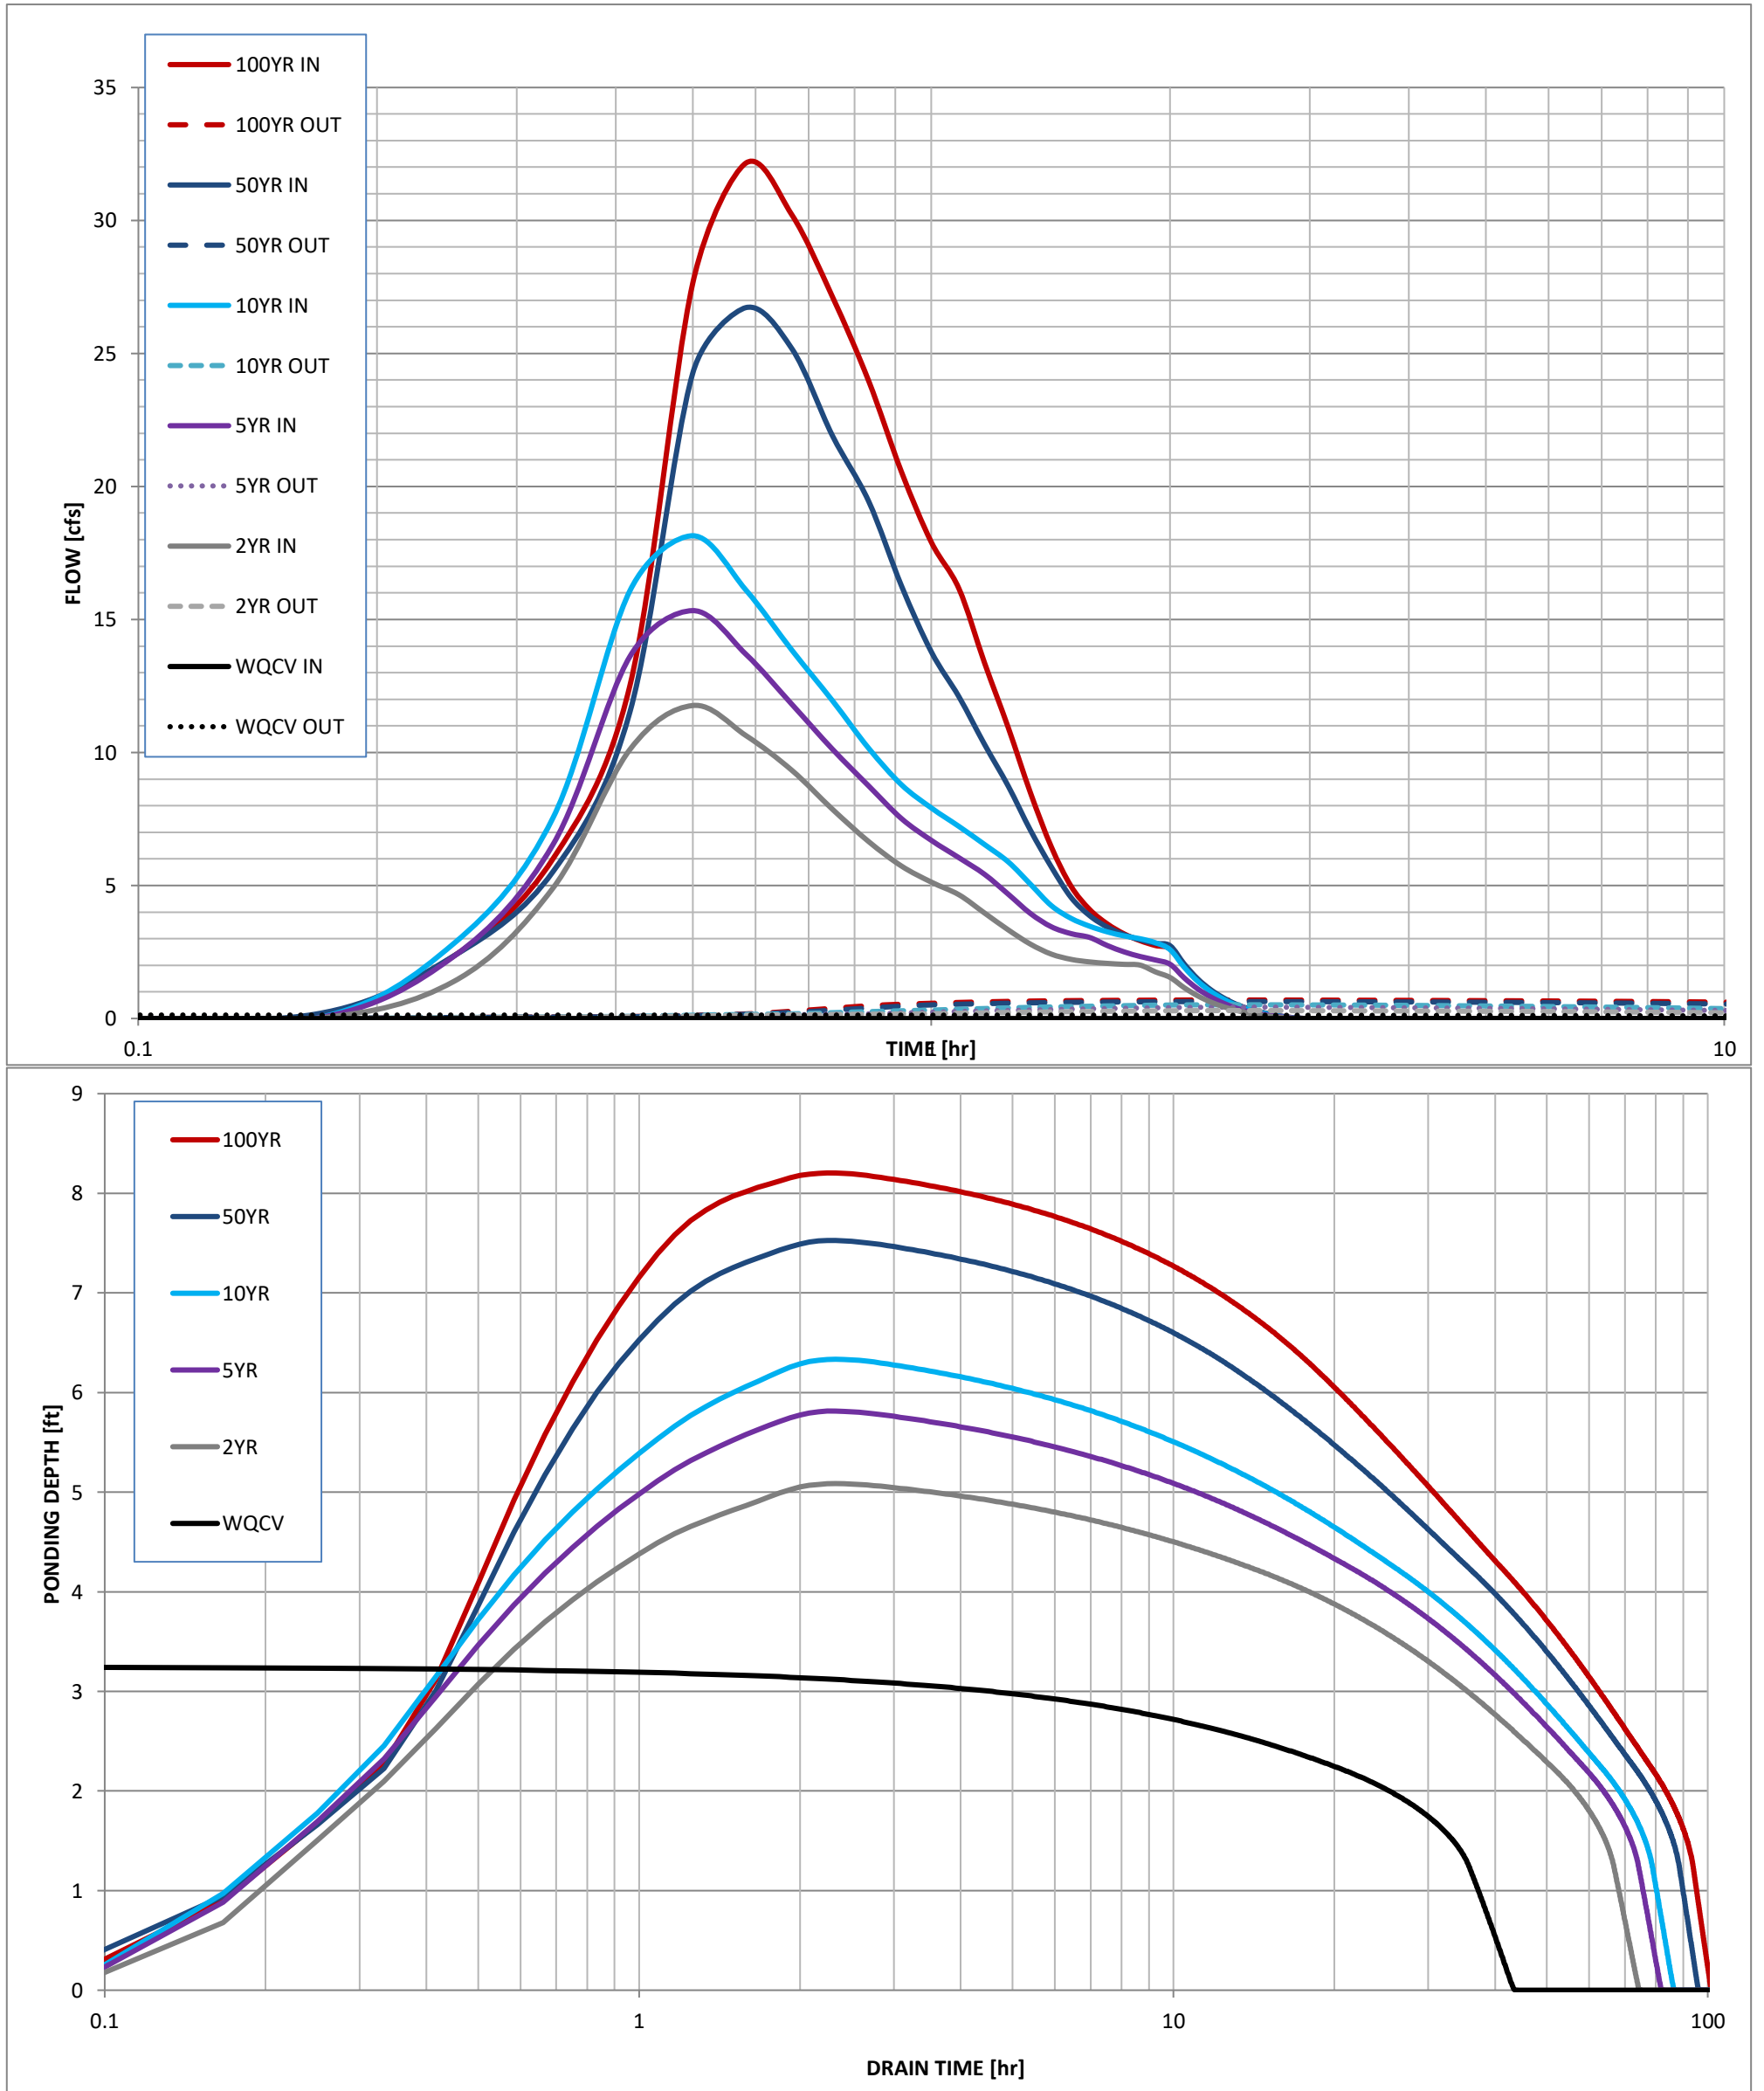 100YR IN
100YR OUT
50YR IN
50YR OUT
10YR IN
10YR OUT
5YR IN
5YR OUT
2YR IN
2YR OUT
WQCV IN
WQCV OUT
35
30
25
20
15
10
5
0
FLOW [cfs]
0.1
1
10
TIME [hr]
9
8
7
6
5
4
3
2
1
0
PONDING DEPTH [ft]
100YR
50YR
10YR
5YR
2YR
WQCV
0.1
1
10
100
DRAIN TIME [hr]